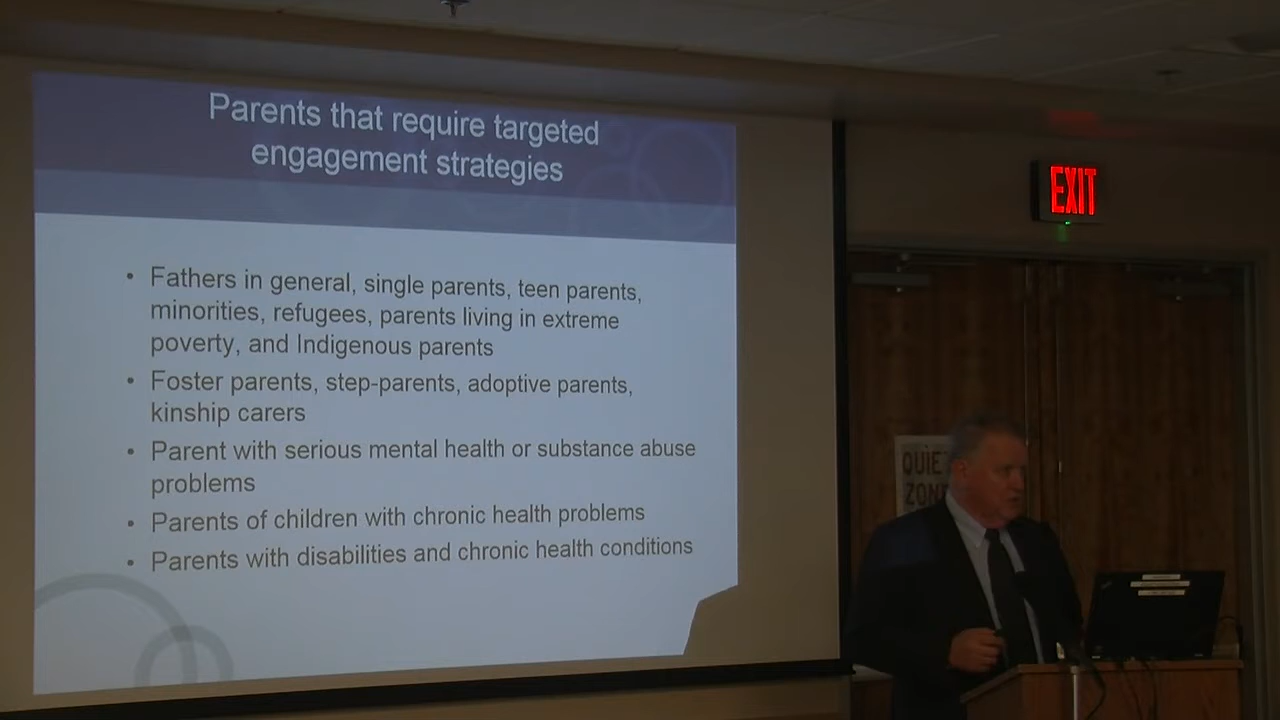 Parents that require targeted
engagement strategies
• Fathers in general, single parents, teen parents,
minorities, refugees, parents living in extreme
poverty, and Indigenous parents
• Foster parents, step-parents, adoptive parents,
kinship carers
• Parent with serious mental health or substance abuse
problems
• Parents of children with chronic health problems
• Parents with disabilities and chronic health conditions
EXIT
QUIE
ZON